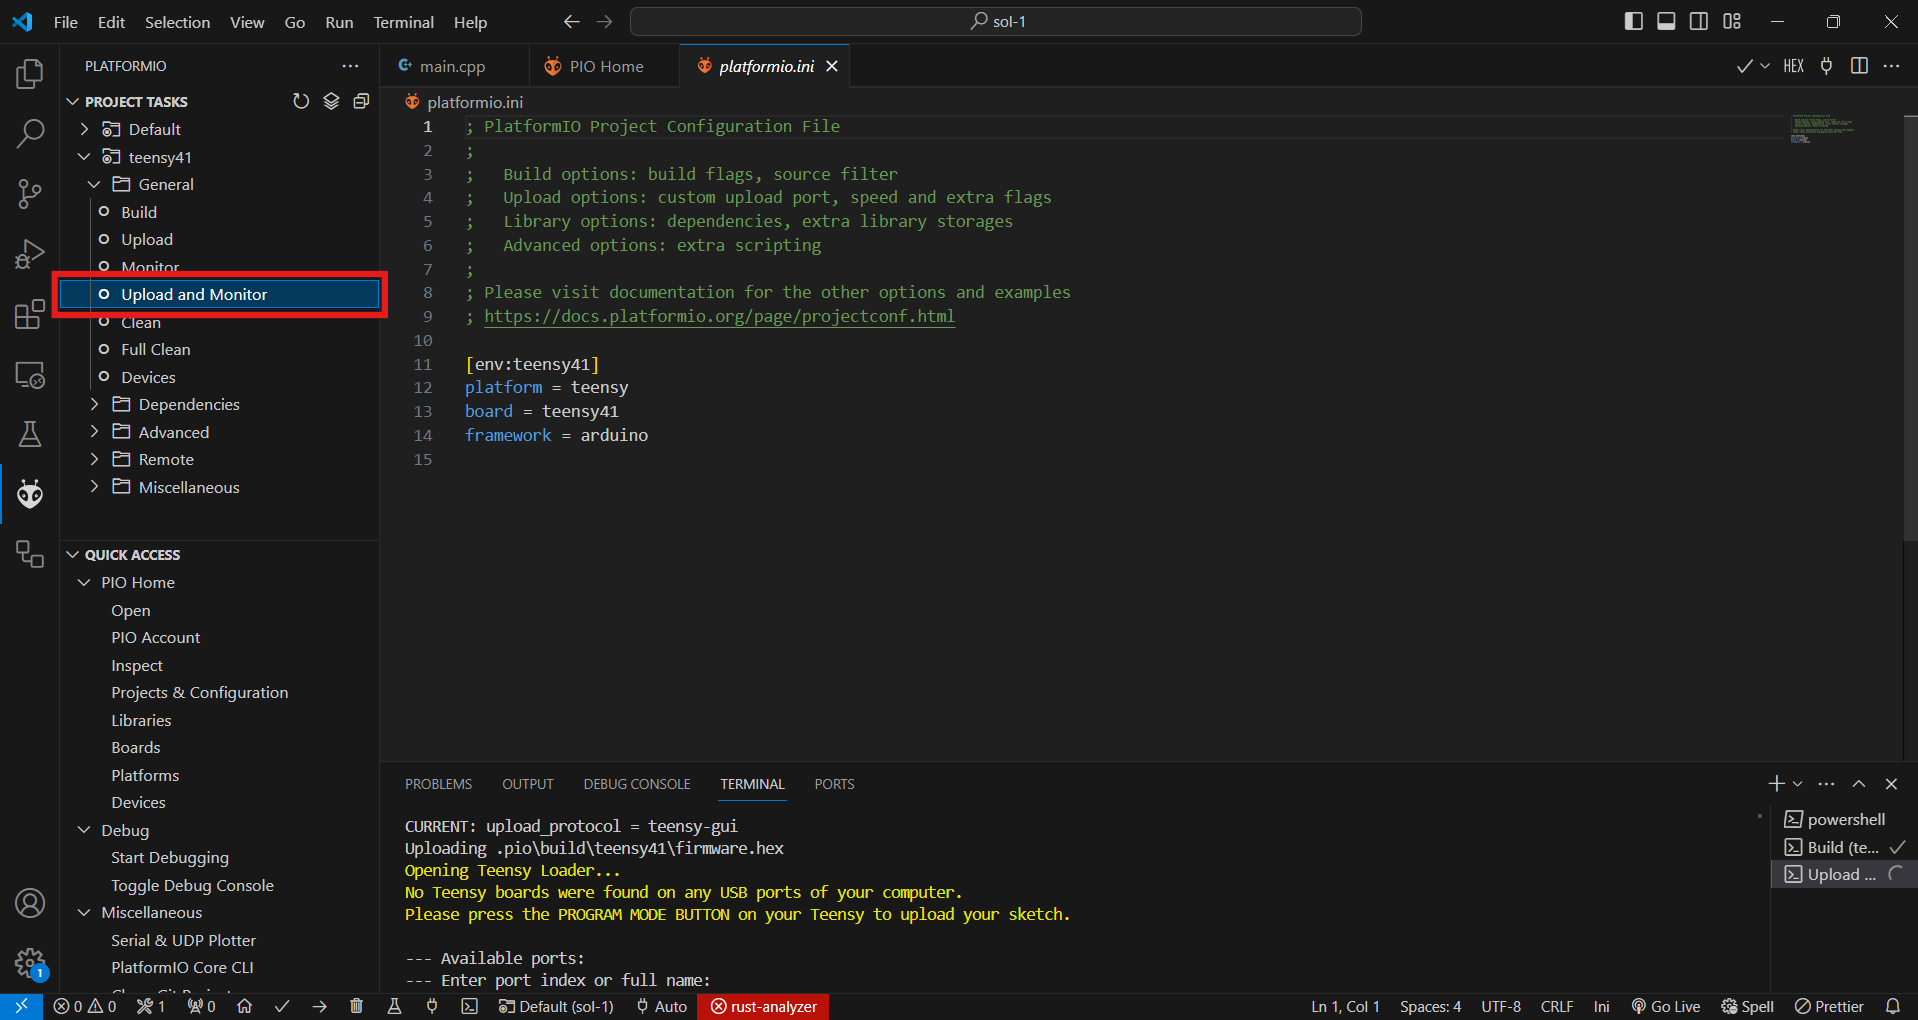 File Edit Selection View Go Run Terminal Help
sol-1
PLATFORMIO
main.cpp
PIO Home
platformio.ini
HEX
PROJECT TASKS
platformio.ini
Default
teensy41
General
Build
Upload
Monitor
Upload and Monitor
Clean
Full Clean
Devices
Dependencies
Advanced
Remote
Miscellaneous
1 ; PlatformIO Project Configuration File
2 ;
3 ;   Build options: build flags, source filter
4 ;   Upload options: custom upload port, speed and extra flags
5 ;   Library options: dependencies, extra library storages
6 ;   Advanced options: extra scripting
7 ;
8 ; Please visit documentation for the other options and examples
9 ; https://docs.platformio.org/page/projectconf.html
10
11 [env:teensy41]
12 platform = teensy
13 board = teensy41
14 framework = arduino
15
QUICK ACCESS
PIO Home
Open
PIO Account
Inspect
Projects & Configuration
Libraries
Boards
Platforms
Devices
Debug
Start Debugging
Toggle Debug Console
Miscellaneous
Serial & UDP Plotter
PlatformIO Core CLI
PROBLEMS OUTPUT DEBUG CONSOLE TERMINAL PORTS
CURRENT: upload_protocol = teensy-gui
Uploading .pio\build\teensy41\firmware.hex
Opening Teensy Loader...
No Teensy boards were found on any USB ports of your computer.
Please press the PROGRAM MODE BUTTON on your Teensy to upload your sketch.
--- Available ports:
--- Enter port index or full name:
powershell
Build (te...
Upload ...
1
0 0 1 0 Default (sol-1) Auto rust-analyzer Ln 1, Col 1 Spaces: 4 UTF-8 CRLF Ini Go Live Spell Prettier